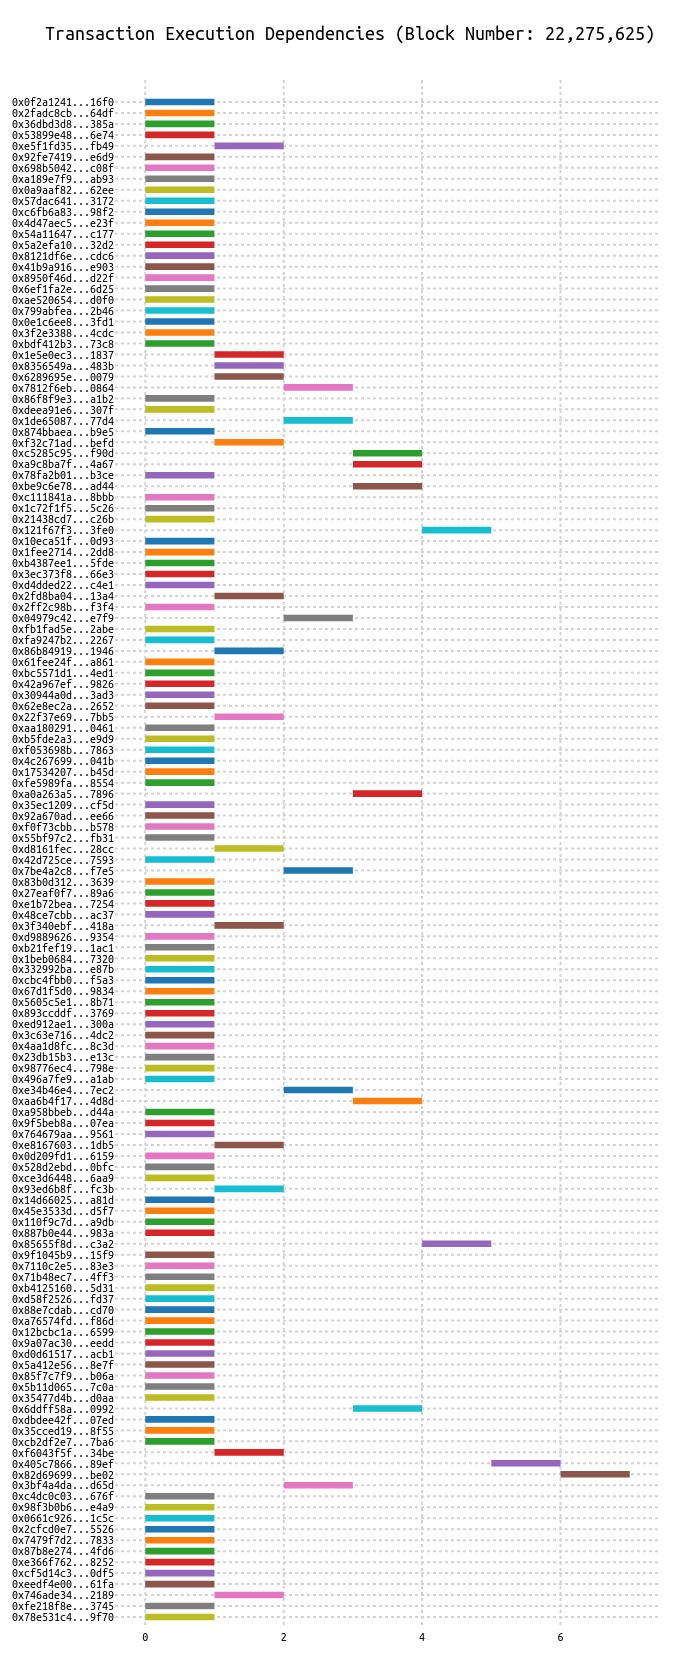 Transaction Execution Dependencies (Block Number: 22,275,625)
0x0f2a1241...16f0
0x2fadc8cb...64df
0x36dbd3d8...385a
0x53899e48...6e74
0xe5f1fd35...fb49
0x92fe7419...e6d9
0x698b5042...c08f
0xa189e7f9...ab93
0x0a9aaf82...62ee
0x57dac641...3172
0xc6fb6a83...98f2
0x4d47aec5...e23f
0x54a11647...c177
0x5a2efa10...32d2
0x8121df6e...cdc6
0x41b9a916...e903
0x8950f46d...d22f
0x6ef1fa2e...6d25
0xae520654...d0f0
0x799abfea...2b46
0x0e1c6ee8...3fd1
0x3f2e3388...4cdc
0xbdf412b3...73c8
0x1e5e0ec3...1837
0x8356549a...483b
0x6289695e...0079
0x7812f6eb...0864
0x86f8f9e3...a1b2
0xdeea91e6...307f
0x1de65087...77d4
0x874bbaea...b9e5
0xf32c71ad...befd
0xc5285c95...f90d
0xa9c8ba7f...4a67
0x78fa2b01...b3ce
0xbe9c6e78...ad44
0xc111841a...8bbb
0x1c72f1f5...5c26
0x21438cd7...c26b
0x121f67f3...3fe0
0x10eca51f...0d93
0x1fee2714...2dd8
0xb4387ee1...5fde
0x3ec373f8...66e3
0xd4dded22...c4e1
0x2fd8ba04...13a4
0x2ff2c98b...f3f4
0x04979c42...e7f9
0xfb1fad5e...2abe
0xfa9247b2...2267
0x86b84919...1946
0x61fee24f...a861
0xbc5571d1...4ed1
0x42a967ef...9826
0x30944a0d...3ad3
0x62e8ec2a...2652
0x22f37e69...7bb5
0xaa180291...0461
0xb5fde2a3...e9d9
0xf053698b...7863
0x4c267699...041b
0x17534207...b45d
0xfe5989fa...8554
0xa0a263a5...7896
0x35ec1209...cf5d
0x92a670ad...ee66
0xf0f73cbb...b578
0x55bf97c2...fb31
0xd8161fec...28cc
0x42d725ce...7593
0x7be4a2c8...f7e5
0x83b0d312...3639
0x27eaf0f7...89a6
0xe1b72bea...7254
0x48ce7cbb...ac37
0x3f340ebf...418a
0xd9889626...9354
0xb21fef19...1ac1
0x1beb0684...7320
0x332992ba...e87b
0xcbc4fbb0...f5a3
0x67d1f5d0...9834
0x5605c5e1...8b71
0x893ccddf...3769
0xed912ae1...300a
0x3c63e716...4dc2
0x4aa1d8fc...8c3d
0x23db15b3...e13c
0x98776ec4...798e
0x496a7fe9...a1ab
0xe34b46e4...7ec2
0xaa6b4f17...4d8d
0xa958bbeb...d44a
0x9f5beb8a...07ea
0x764679aa...9561
0xe8167603...1db5
0x0d209fd1...6159
0x528d2ebd...0bfc
0xce3d6448...6aa9
0x93ed6b8f...fc3b
0x14d66025...a81d
0x45e3533d...d5f7
0x110f9c7d...a9db
0x887b0e44...983a
0x85655f8d...c3a2
0x9f1045b9...15f9
0x7110c2e5...83e3
0x71b48ec7...4ff3
0xb4125160...5d31
0xd58f2526...fd37
0x88e7cdab...cd70
0xa76574fd...f86d
0x12bcbc1a...6599
0x9a07ac30...eedd
0xd0d61517...acb1
0x5a412e56...8e7f
0x85f7c7f9...b06a
0x5b11d065...7c0a
0x35477d4b...d0aa
0x6ddff58a...0992
0xdbdee42f...07ed
0x35cced19...8f55
0xcb2df2e7...7ba6
0xf6043f5f...34be
0x405c7866...89ef
0x82d69699...be02
0x3bf4a4da...d65d
0xc4dc0c03...676f
0x98f3b0b6...e4a9
0x0661c926...1c5c
0x2cfcd0e7...5526
0x7479f7d2...7833
0x87b8e274...4fd6
0xe366f762...8252
0xcf5d14c3...0df5
0xeedf4e00...61fa
0x746ade34...2189
0xfe218f8e...3745
0x78e531c4...9f70
0 2 4 6